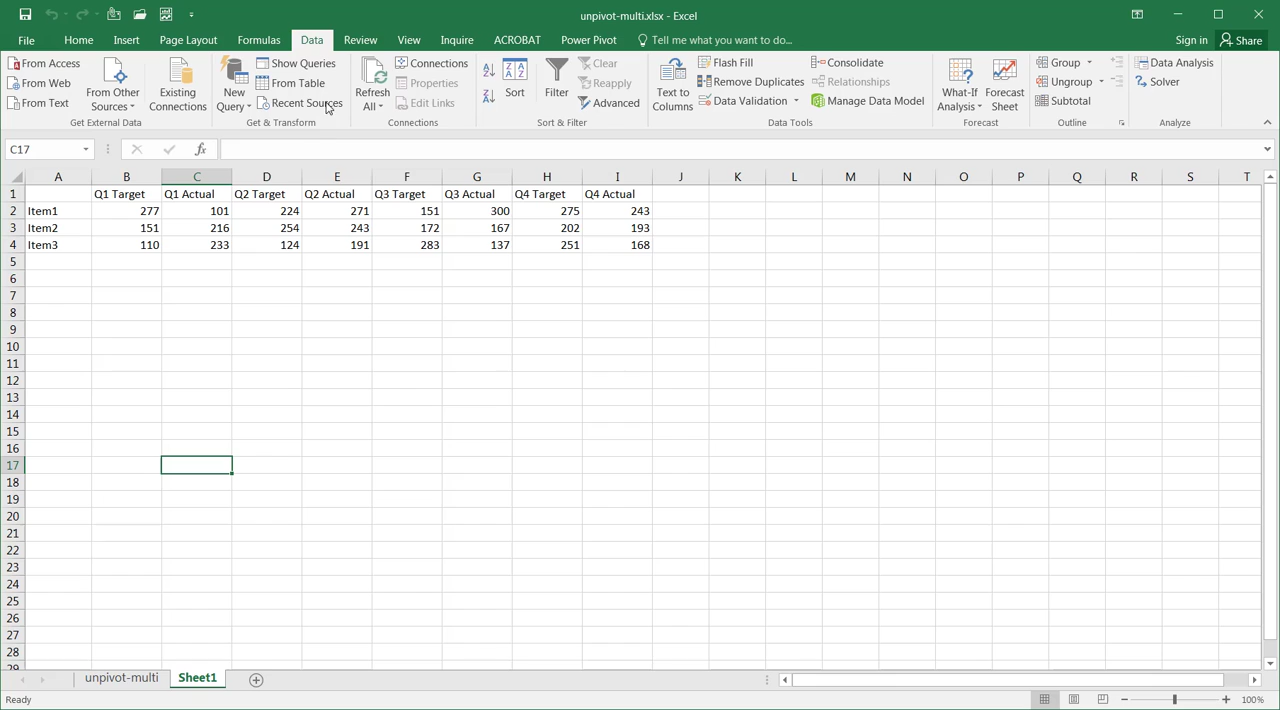 unpivot-multi.xlsx - Excel
File Home Insert Page Layout Formulas Data Review View Inquire ACROBAT Power Pivot Tell me what you want to do... Sign in Share
From Access
From Web
From Text
From Other Sources
Existing Connections
Get External Data
New Query
Show Queries
From Table
Recent Sources
Get & Transform
Refresh All
Connections
Properties
Edit Links
Connections
Sort
Filter
Clear
Reapply
Advanced
Sort & Filter
Text to Columns
Flash Fill
Remove Duplicates
Data Validation
Consolidate
Relationships
Manage Data Model
Data Tools
What-If Analysis
Forecast Sheet
Forecast
Group
Ungroup
Subtotal
Outline
Data Analysis
Solver
Analyze
C17 fx
A B C D E F G H I J K L M N O P Q R S T
1 Q1 Target Q1 Actual Q2 Target Q2 Actual Q3 Target Q3 Actual Q4 Target Q4 Actual
2 Item1 277 101 224 271 151 300 275 243
3 Item2 151 216 254 243 172 167 202 193
4 Item3 110 233 124 191 283 137 251 168
5
6
7
8
9
10
11
12
13
14
15
16
17
18
19
20
21
22
23
24
25
26
27
28
29
unpivot-multi Sheet1
Ready 100%